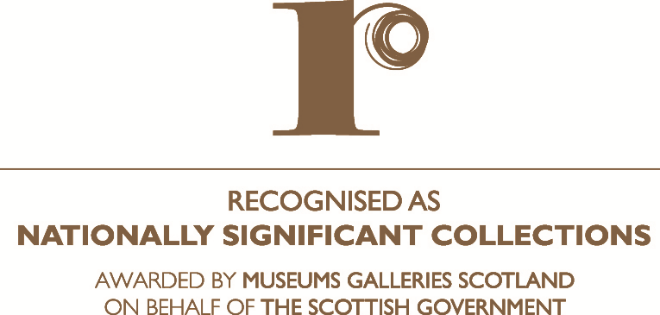 r
RECOGNISED AS
NATIONALLY SIGNIFICANT COLLECTIONS
AWARDED BY MUSEUMS GALLERIES SCOTLAND
ON BEHALF OF THE SCOTTISH GOVERNMENT